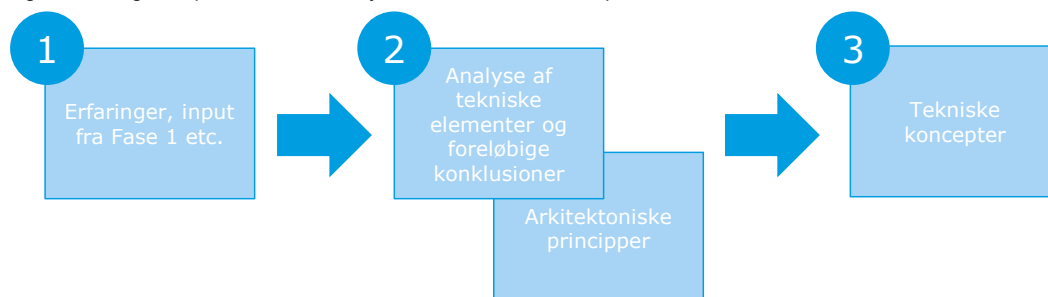 1
Erfaringer, input
fra Fase 1 etc.
2
Analyse af
tekniske
elementer og
foreløbige
konklusioner
Arkitektoniske
principper
3
Tekniske
koncepter